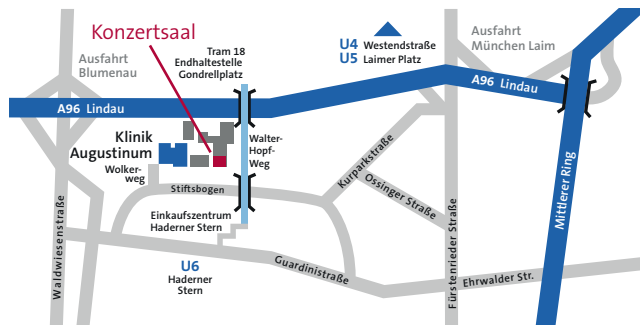 Konzertsaal
Tram 18
Endhaltestelle
Gondrellplatz
U4 Westendstraße
U5 Laimer Platz
Ausfahrt
München Laim
Ausfahrt
Blumenau
A96 Lindau
A96 Lindau
Klinik
Augustinum
Wolker-
weg
Walter-
Hopf-
Weg
Stiftsbogen
Kurparkstraße
Ossinger Straße
Einkaufszentrum
Haderner Stern
U6
Haderner
Stern
Guardinistraße
Waldwiesenstraße
Fürstenrieder Straße
Ehrwalder Str.
Mittlerer Ring